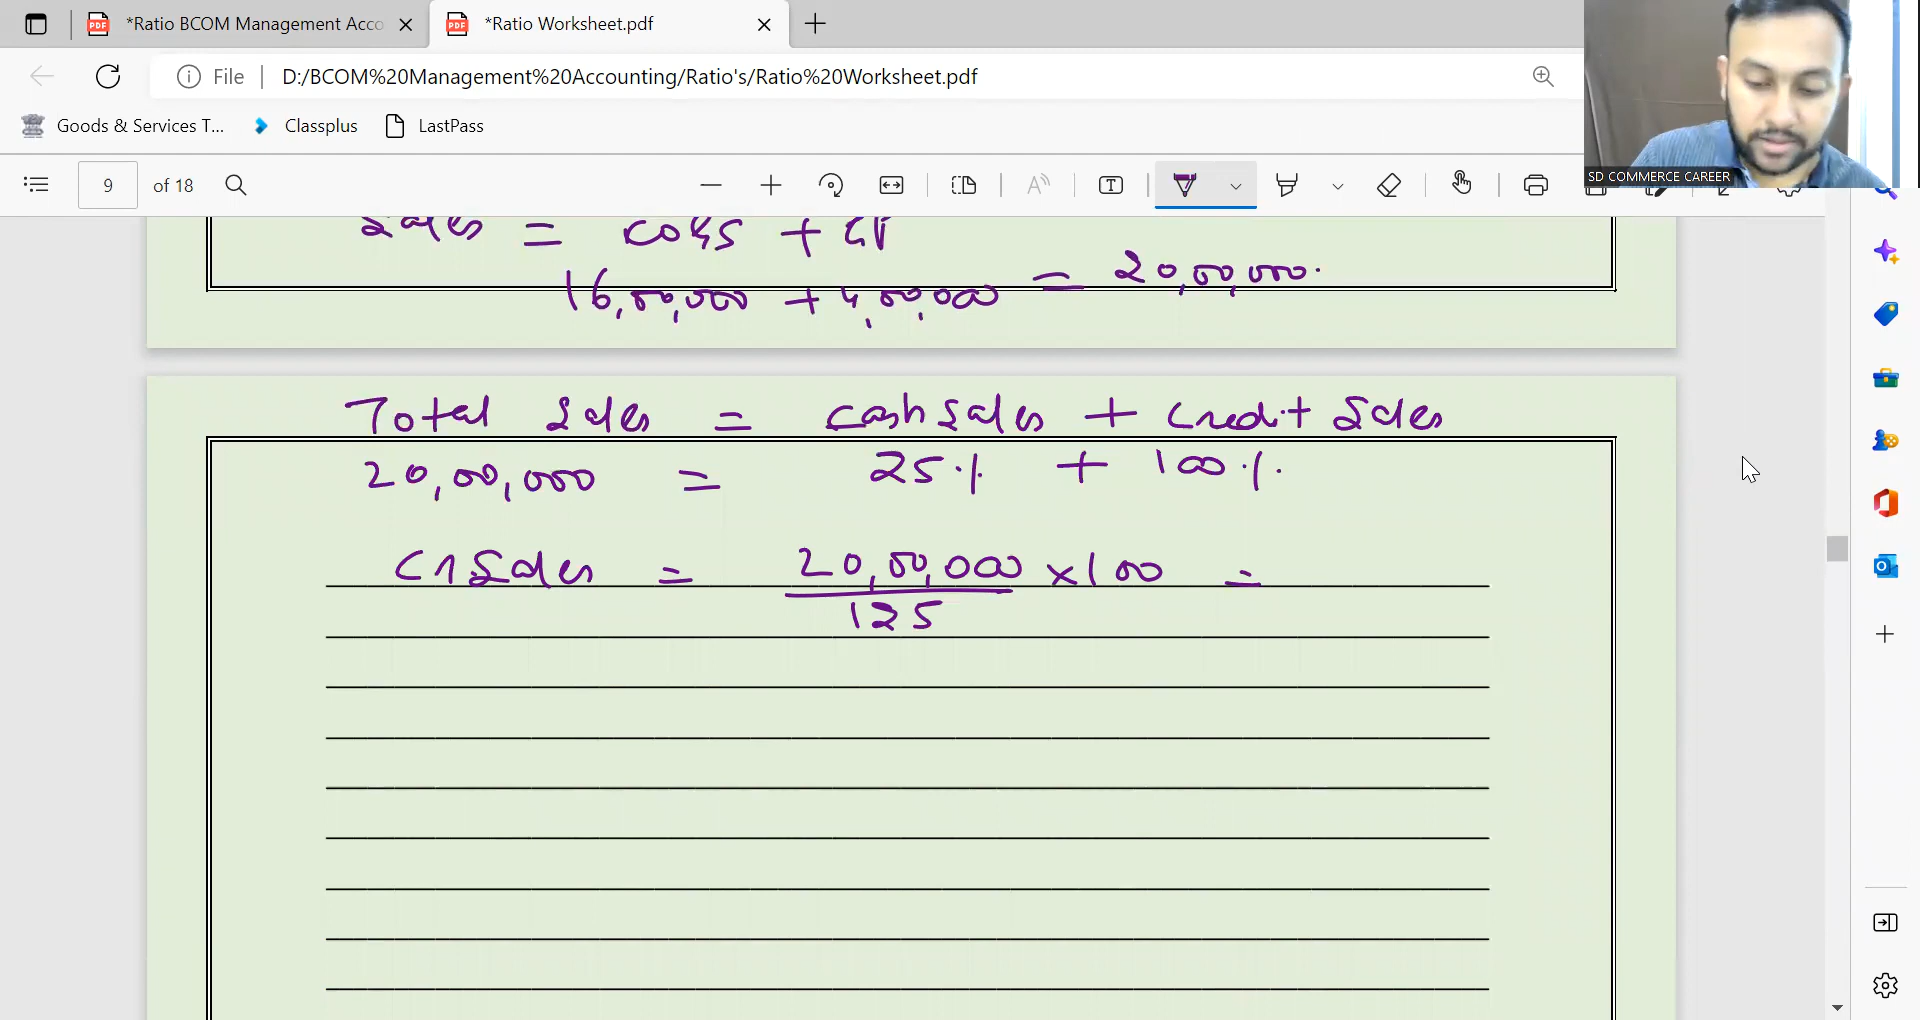 *Ratio BCOM Management Acco
*Ratio Worksheet.pdf
File
D:/BCOM%20Management%20Accounting/Ratio's/Ratio%20Worksheet.pdf
Goods & Services T...
Classplus
LastPass
SD COMMERCE CAREER
9 of 18
Sales = COGS + GP
16,00,000 + 4,00,000 = 20,00,000.
Total Sales = Cash Sales + Credit Sales
20,00,000 = 25% + 100%.
Cr Sales = 20,00,000 × 100 =
125